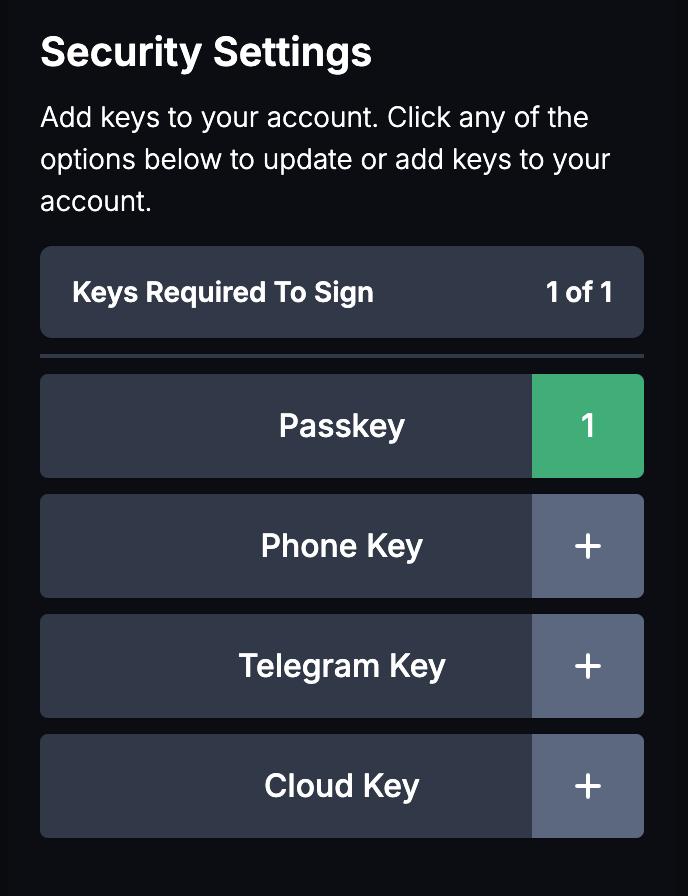 Security Settings
Add keys to your account. Click any of the
options below to update or add keys to your
account.
Keys Required To Sign 1 of 1
Passkey 1
Phone Key +
Telegram Key +
Cloud Key +